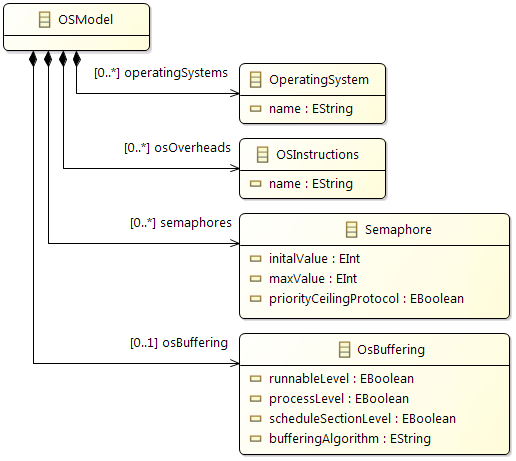 OSModel
[0..*] operatingSystems
OperatingSystem
name : EString
[0..*] osOverheads
OSInstructions
name : EString
[0..*] semaphores
Semaphore
initalValue : EInt
maxValue : EInt
priorityCeilingProtocol : EBoolean
[0..1] osBuffering
OsBuffering
runnableLevel : EBoolean
processLevel : EBoolean
scheduleSectionLevel : EBoolean
bufferingAlgorithm : EString